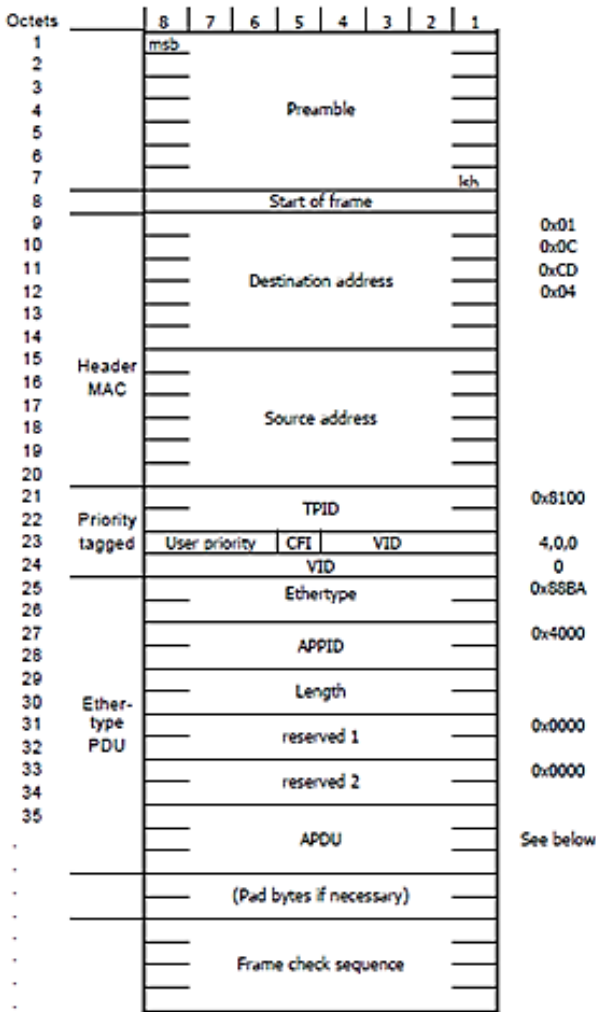 Octets 8 7 6 5 4 3 2 1
1 msb
2
3
4 Preamble
5
6
7
8 Start of frame
9 0x01
10 0x0C
11 Destination address 0xCD
12 0x04
13
14
15
16 Header MAC
17
18 Source address
19
20
21 TPID 0x8100
22 Priority tagged
23 User priority CFI VID 4,0,0
24 VID 0
25 Ethertype 0x88BA
26
27 APPID 0x4000
28
29 Length
30 Ether-
31 type reserved 1 0x0000
32 PDU
33 reserved 2 0x0000
34
35
APDU See below
(Pad bytes if necessary)
Frame check sequence